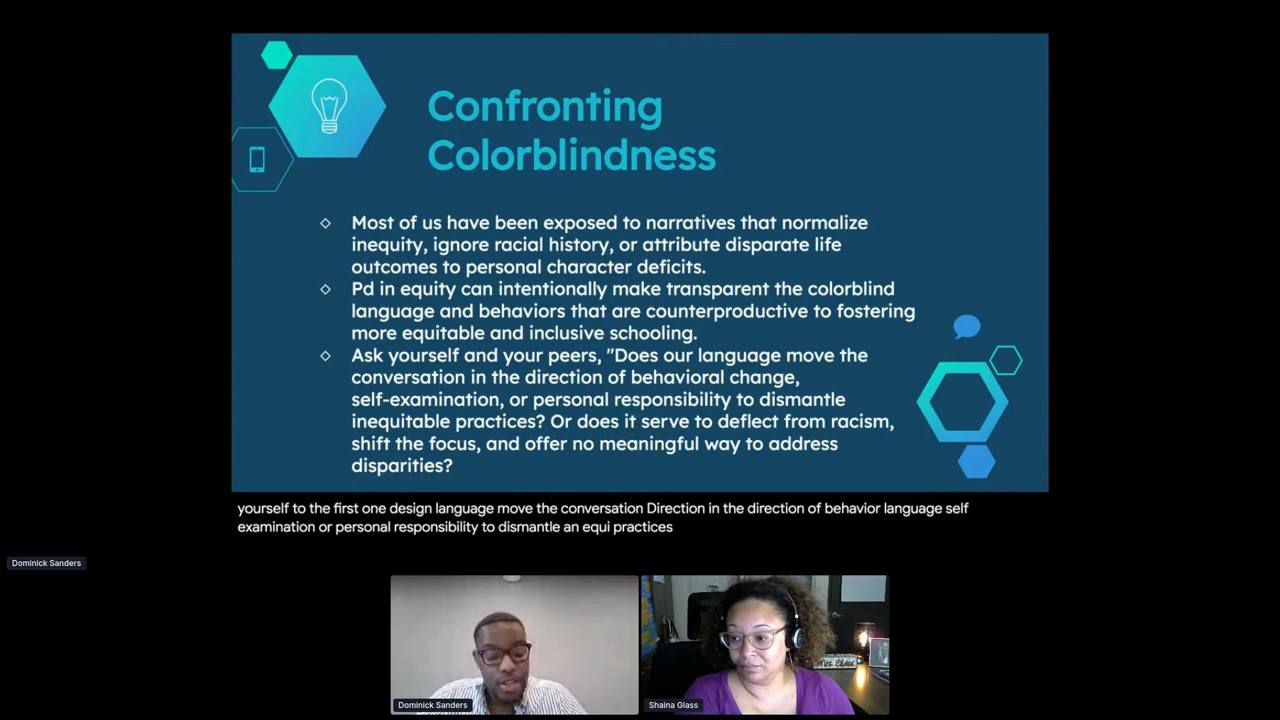 Confronting
Colorblindness
Most of us have been exposed to narratives that normalize
inequity, ignore racial history, or attribute disparate life
outcomes to personal character deficits.
Pd in equity can intentionally make transparent the colorblind
language and behaviors that are counterproductive to fostering
more equitable and inclusive schooling.
Ask yourself and your peers, "Does our language move the
conversation in the direction of behavioral change,
self-examination, or personal responsibility to dismantle
inequitable practices? Or does it serve to deflect from racism,
shift the focus, and offer no meaningful way to address
disparities?
yourself to the first one design language move the conversation Direction in the direction of behavior language self
examination or personal responsibility to dismantle an equi practices
Dominick Sanders
Mrs. Glass
Dominick Sanders
Shaina Glass